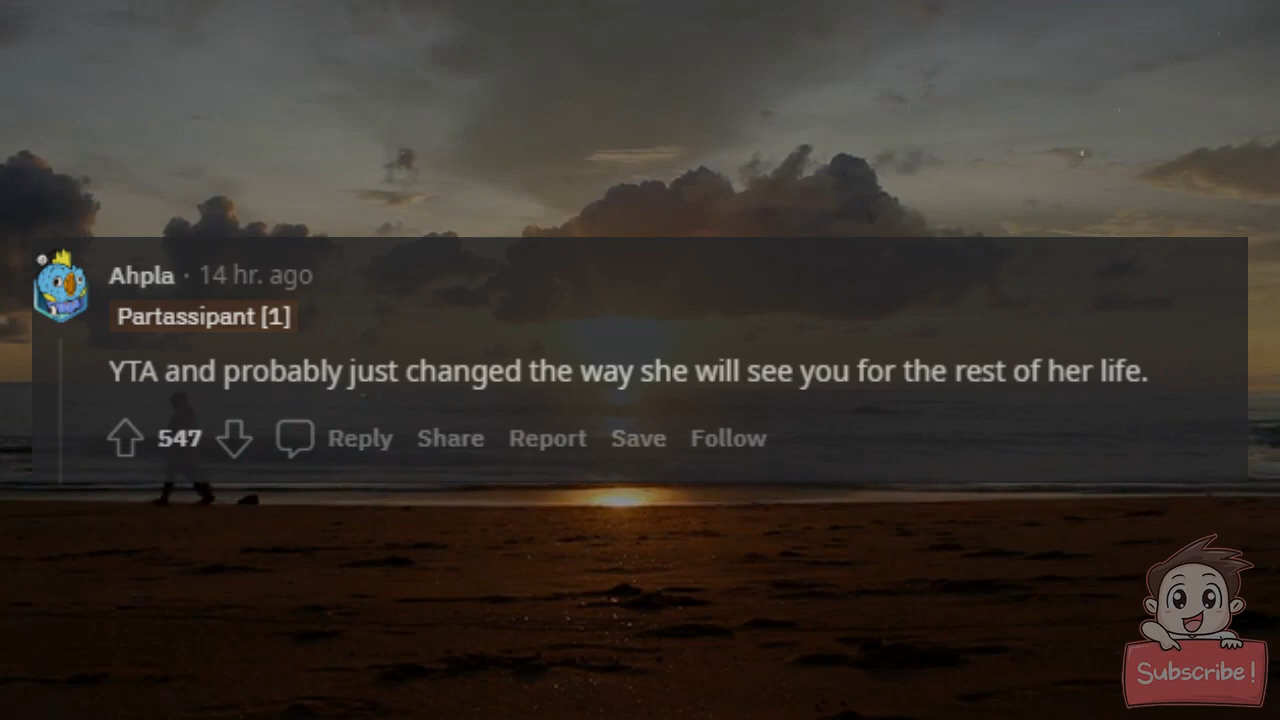 Ahpla · 14 hr. ago
Partassipant [1]
YTA and probably just changed the way she will see you for the rest of her life.
547 Reply Share Report Save Follow
Subscribe!